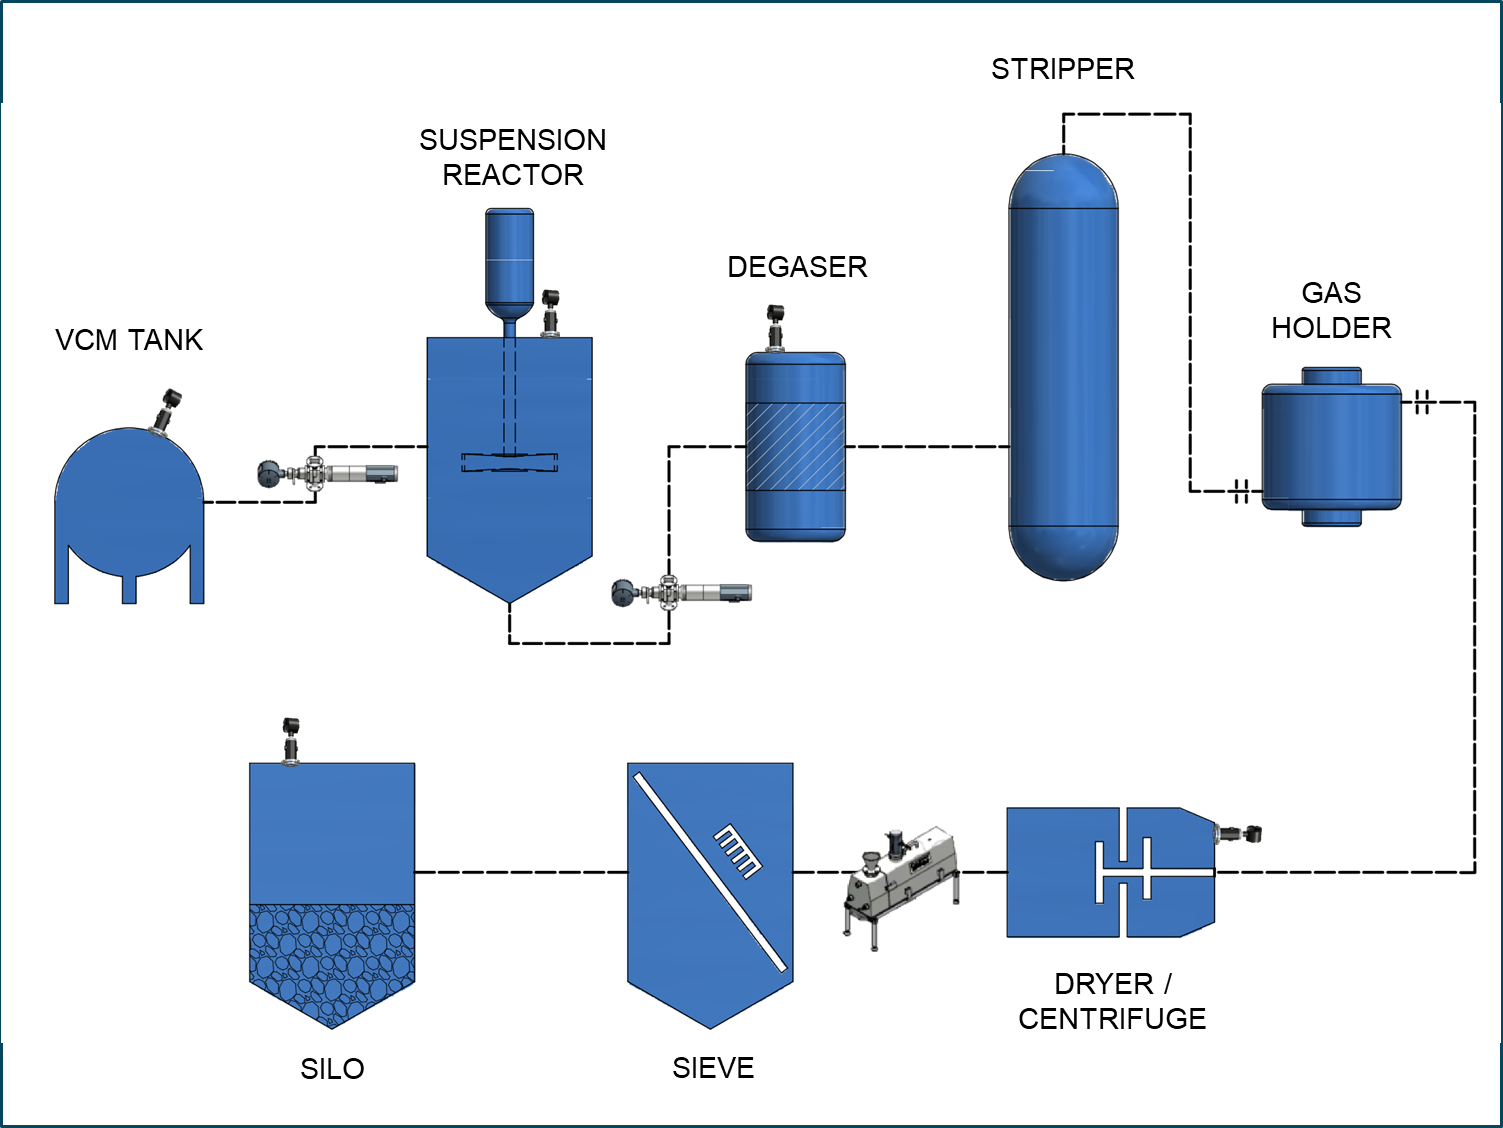 STRIPPER
SUSPENSION
REACTOR
DEGASER
GAS
HOLDER
VCM TANK
DRYER /
CENTRIFUGE
SILO
SIEVE